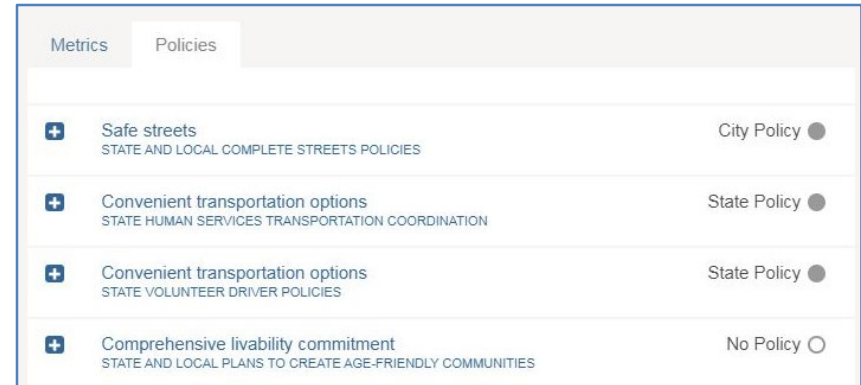 Metrics Policies
Safe streets City Policy
STATE AND LOCAL COMPLETE STREETS POLICIES
Convenient transportation options State Policy
STATE HUMAN SERVICES TRANSPORTATION COORDINATION
Convenient transportation options State Policy
STATE VOLUNTEER DRIVER POLICIES
Comprehensive livability commitment No Policy
STATE AND LOCAL PLANS TO CREATE AGE-FRIENDLY COMMUNITIES